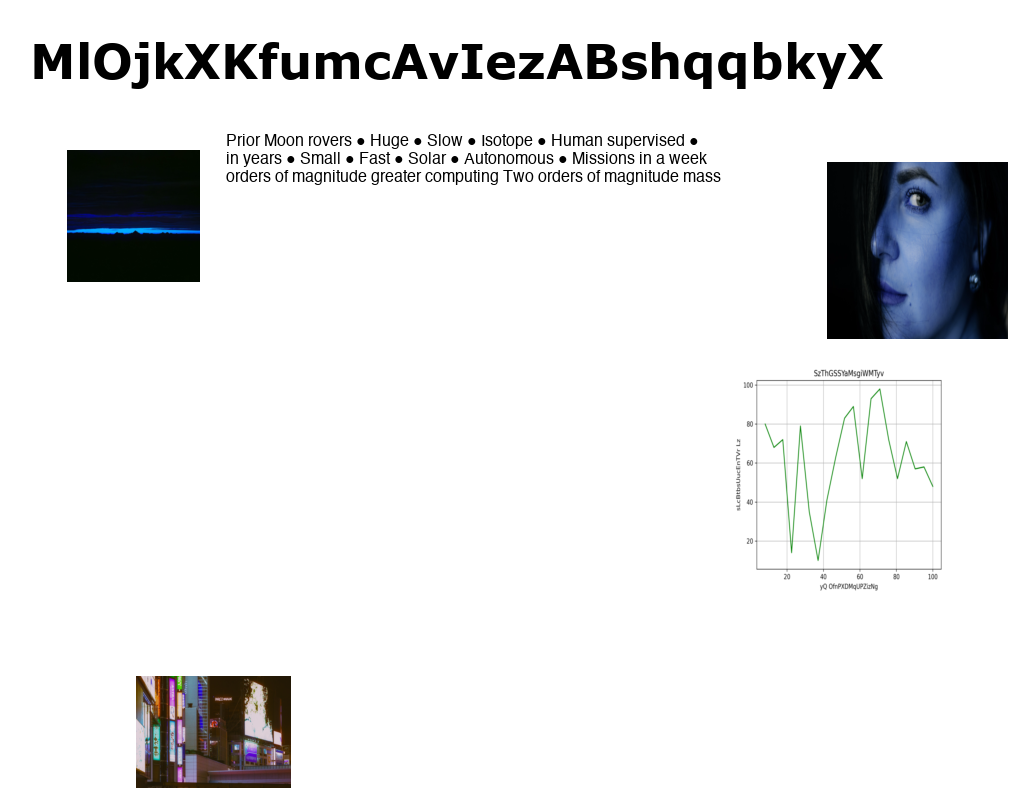 MlOjkXKfumcAvIezABshqqbkyX
Prior Moon rovers ● Huge ● Slow ● Isotope ● Human supervised ●
in years ● Small ● Fast ● Solar ● Autonomous ● Missions in a week
orders of magnitude greater computing Two orders of magnitude mass
SzThGSSYaMsgiWMTyv
100
80
60
40
20
sLcBtbsUucEnTVr Lz
20 40 60 80 100
yQ OfnPXDMqUPZizNg